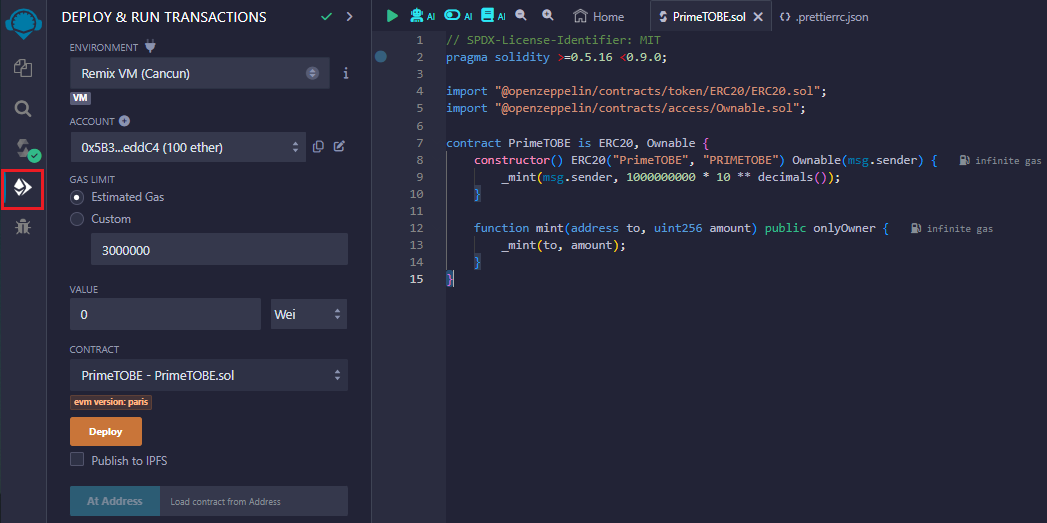 DEPLOY & RUN TRANSACTIONS
ENVIRONMENT
Remix VM (Cancun)
VM
ACCOUNT
0x5B3...eddC4 (100 ether)
GAS LIMIT
Estimated Gas
Custom
3000000
VALUE
0
Wei
CONTRACT
PrimeTOBE - PrimeTOBE.sol
evm version: paris
Deploy
Publish to IPFS
At Address
Load contract from Address
AI
AI
AI
Home
PrimeTOBE.sol
.prettierrc.json
1 // SPDX-License-Identifier: MIT
2 pragma solidity >=0.5.16 <0.9.0;
3
4 import "@openzeppelin/contracts/token/ERC20/ERC20.sol";
5 import "@openzeppelin/contracts/access/Ownable.sol";
6
7 contract PrimeTOBE is ERC20, Ownable {
8 constructor() ERC20("PrimeTOBE", "PRIMETOBE") Ownable(msg.sender) { infinite gas
9 _mint(msg.sender, 1000000000 * 10 ** decimals());
10 }
11
12 function mint(address to, uint256 amount) public onlyOwner { infinite gas
13 _mint(to, amount);
14 }
15 }